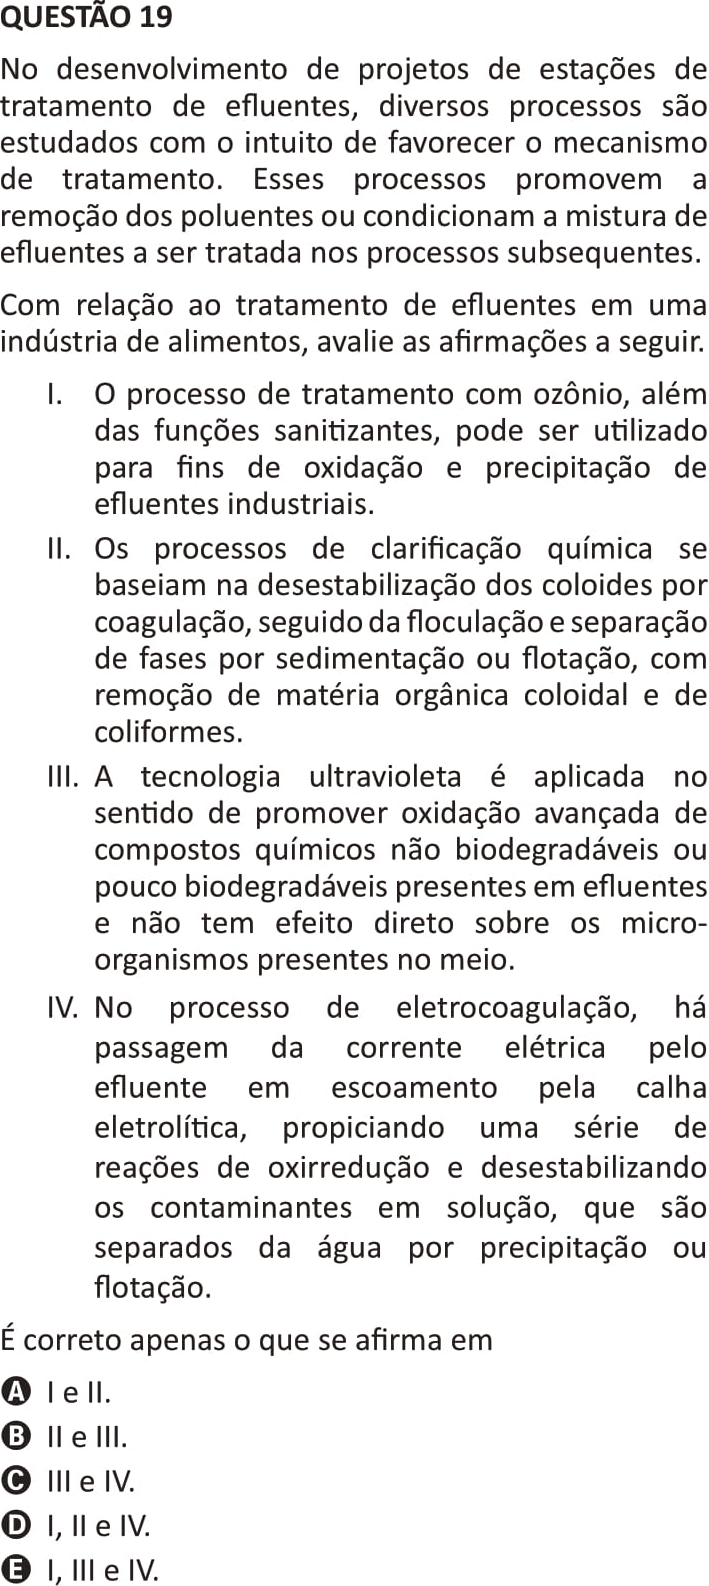 QUESTÃO 19
No desenvolvimento de projetos de estações de
tratamento de efluentes, diversos processos são
estudados com o intuito de favorecer o mecanismo
de tratamento. Esses processos promovem a
remoção dos poluentes ou condicionam a mistura de
efluentes a ser tratada nos processos subsequentes.
Com relação ao tratamento de efluentes em uma
indústria de alimentos, avalie as afirmações a seguir.
I. O processo de tratamento com ozônio, além
das funções sanitizantes, pode ser utilizado
para fins de oxidação e precipitação de
efluentes industriais.
II. Os processos de clarificação química se
baseiam na desestabilização dos coloides por
coagulação, seguido da floculação e separação
de fases por sedimentação ou flotação, com
remoção de matéria orgânica coloidal e de
coliformes.
III. A tecnologia ultravioleta é aplicada no
sentido de promover oxidação avançada de
compostos químicos não biodegradáveis ou
pouco biodegradáveis presentes em efluentes
e não tem efeito direto sobre os micro-
organismos presentes no meio.
IV. No processo de eletrocoagulação, há
passagem da corrente elétrica pelo
efluente em escoamento pela calha
eletrolítica, propiciando uma série de
reações de oxirredução e desestabilizando
os contaminantes em solução, que são
separados da água por precipitação ou
flotação.
É correto apenas o que se afirma em
A I e II.
B II e III.
C III e IV.
D I, II e IV.
E I, III e IV.